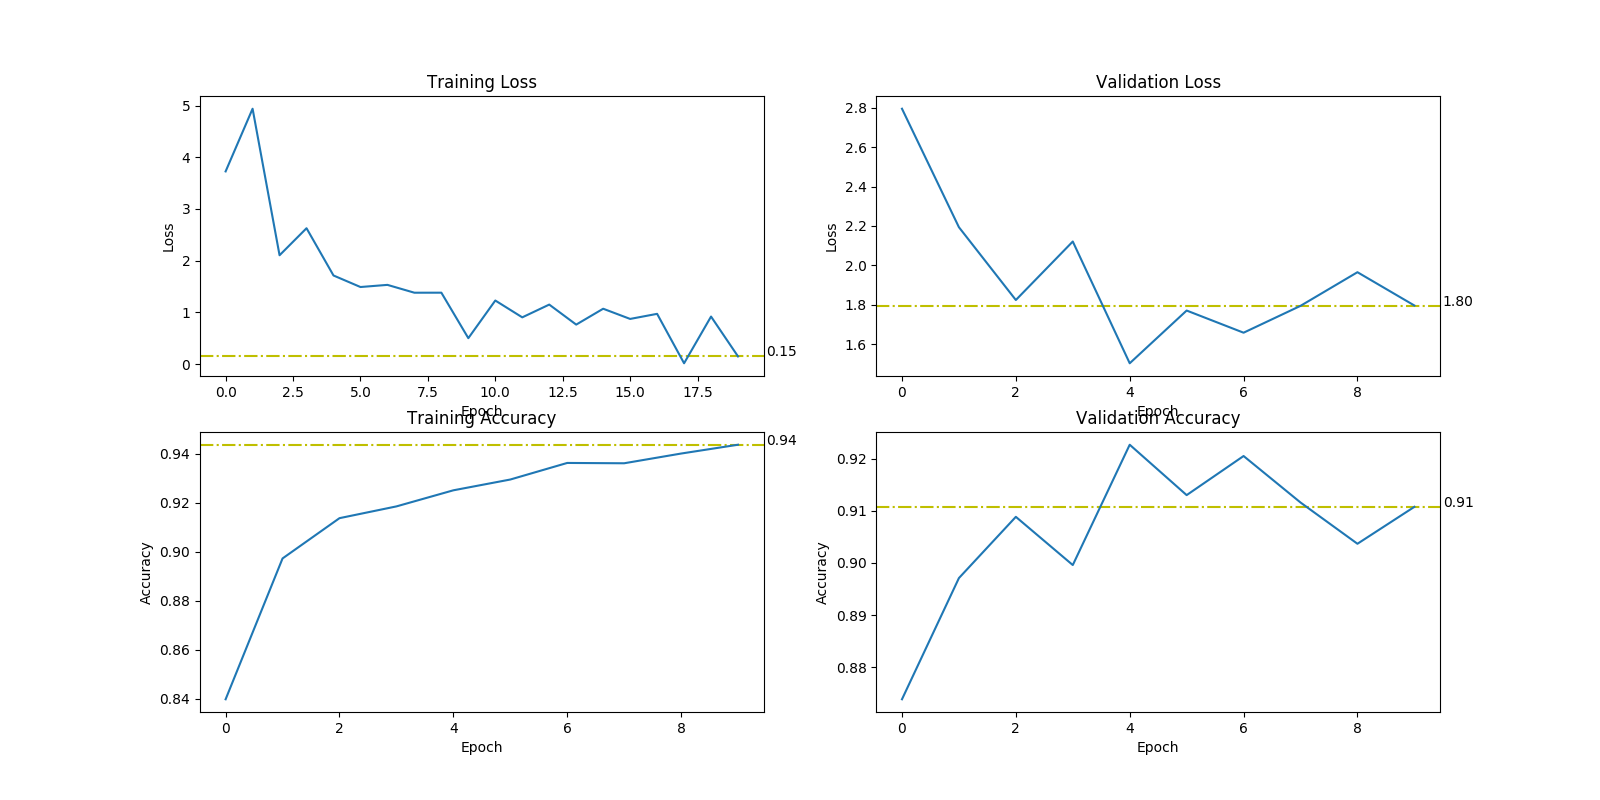 Training Loss
5
4
3
2
1
0
Loss
0.15
0.0 2.5 5.0 7.5 10.0 12.5 15.0 17.5
Epoch
Validation Loss
2.8
2.6
2.4
2.2
2.0
1.8
1.6
Loss
1.80
0 2 4 6 8
Epoch
Training Accuracy
0.94
0.94
0.92
0.90
0.88
0.86
0.84
Accuracy
0 2 4 6 8
Epoch
Validation Accuracy
0.92
0.91
0.90
0.89
0.88
Accuracy
0.91
0 2 4 6 8
Epoch